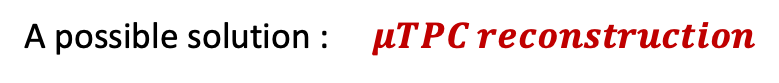 A possible solution : μTPC reconstruction